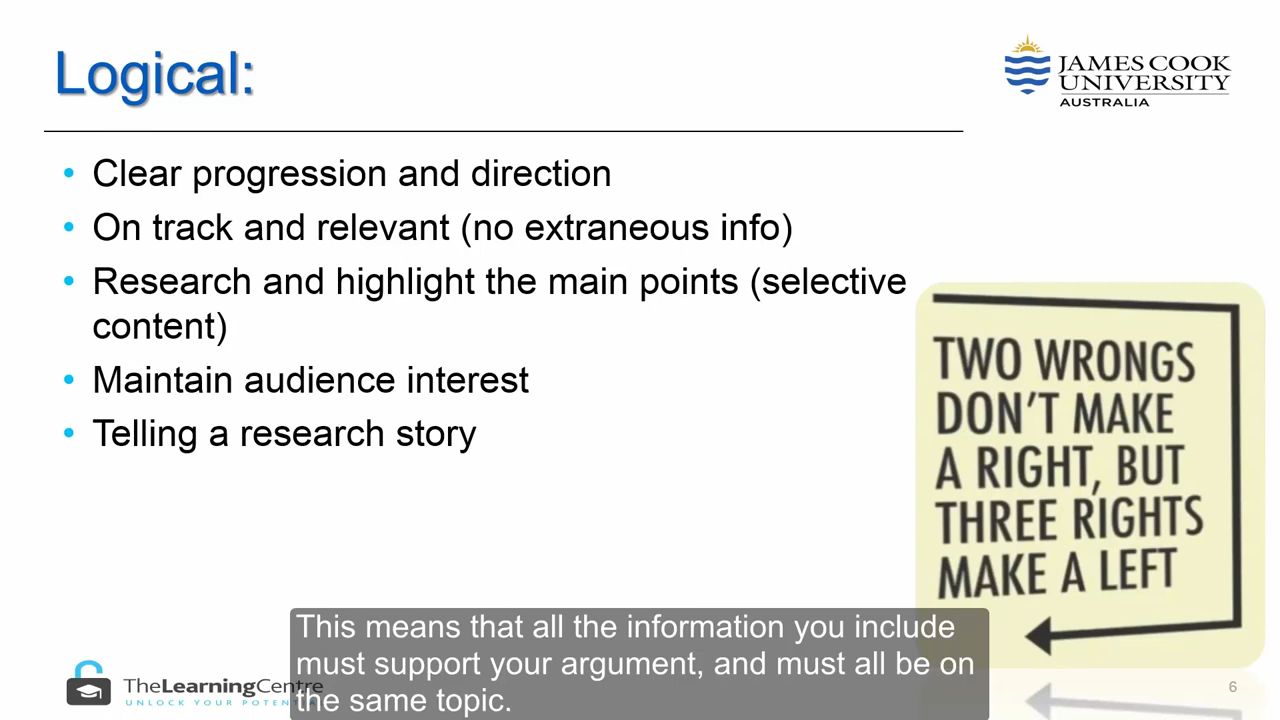 Logical:
JAMES COOK
UNIVERSITY
AUSTRALIA
• Clear progression and direction
• On track and relevant (no extraneous info)
• Research and highlight the main points (selective
content)
• Maintain audience interest
• Telling a research story
TWO WRONGS
DON'T MAKE
A RIGHT, BUT
THREE RIGHTS
MAKE A LEFT
This means that all the information you include
must support your argument, and must all be on
the same topic.
TheLearningCentre
UNLOCK YOUR
6